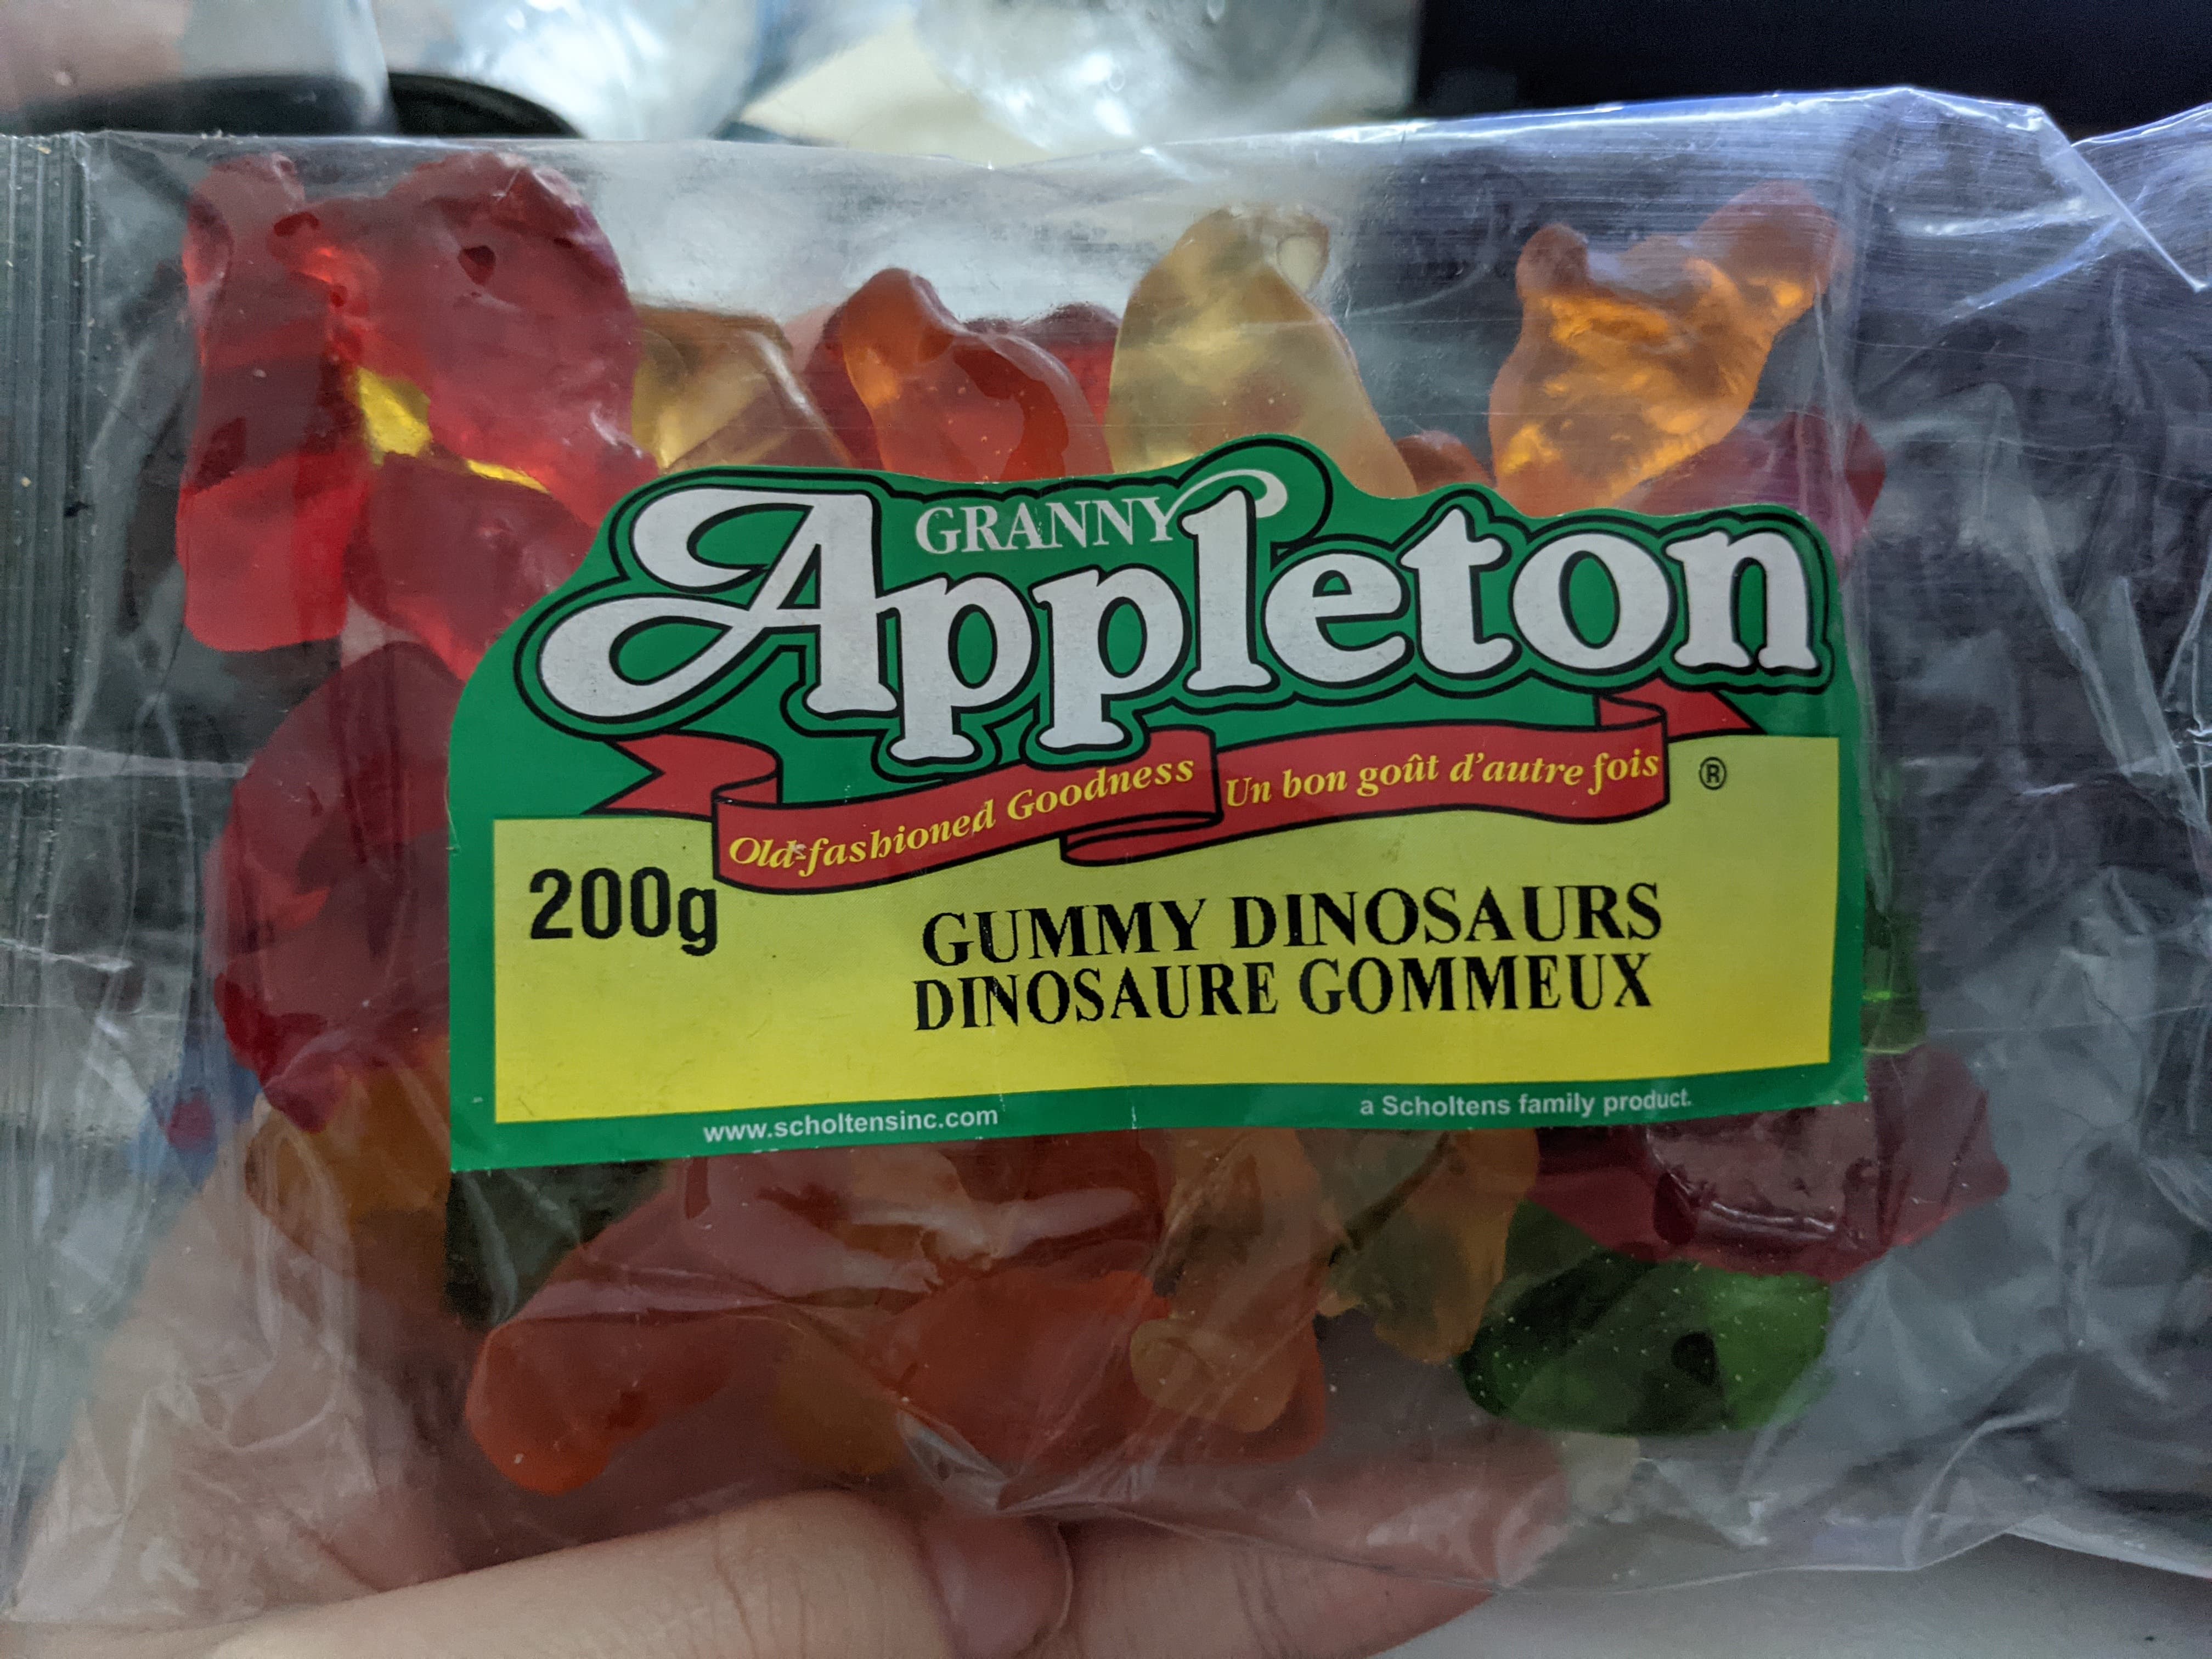 GRANNY
Appleton
Old-fashioned Goodness Un bon goût d'autre fois ®
200g
GUMMY DINOSAURS
DINOSAURE GOMMEUX
www.scholtensinc.com a Scholtens family product.